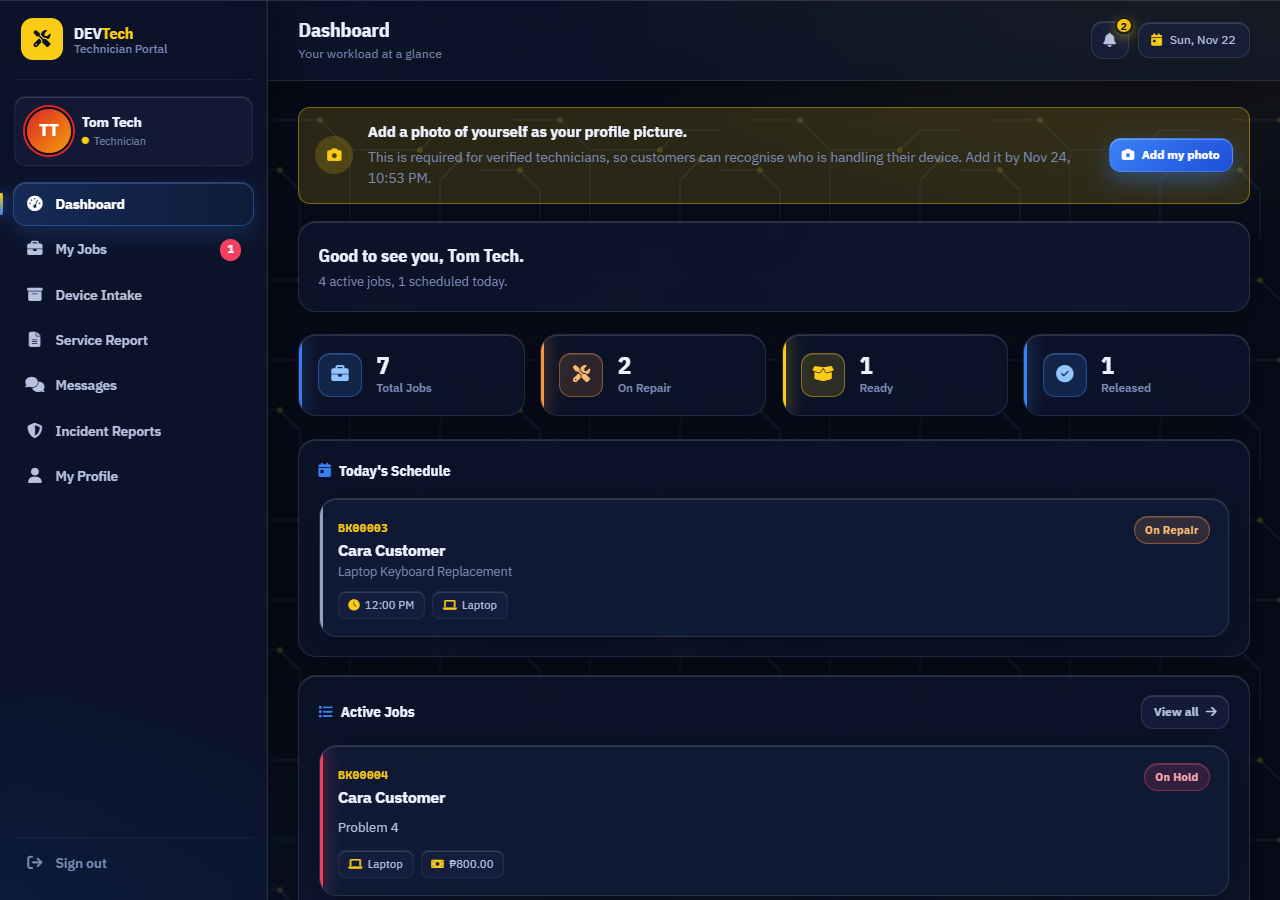 DEVTech
Technician Portal
TT
Tom Tech
Technician
Dashboard
My Jobs
1
Device Intake
Service Report
Messages
Incident Reports
My Profile
Sign out
Dashboard
Your workload at a glance
2
Sun, Nov 22
Add a photo of yourself as your profile picture.
This is required for verified technicians, so customers can recognise who is handling their device. Add it by Nov 24,
10:53 PM.
Add my photo
Good to see you, Tom Tech.
4 active jobs, 1 scheduled today.
7
Total Jobs
2
On Repair
1
Ready
1
Released
Today's Schedule
BK00003
On Repair
Cara Customer
Laptop Keyboard Replacement
12:00 PM
Laptop
Active Jobs
View all
BK00004
On Hold
Cara Customer
Problem 4
Laptop
₱800.00